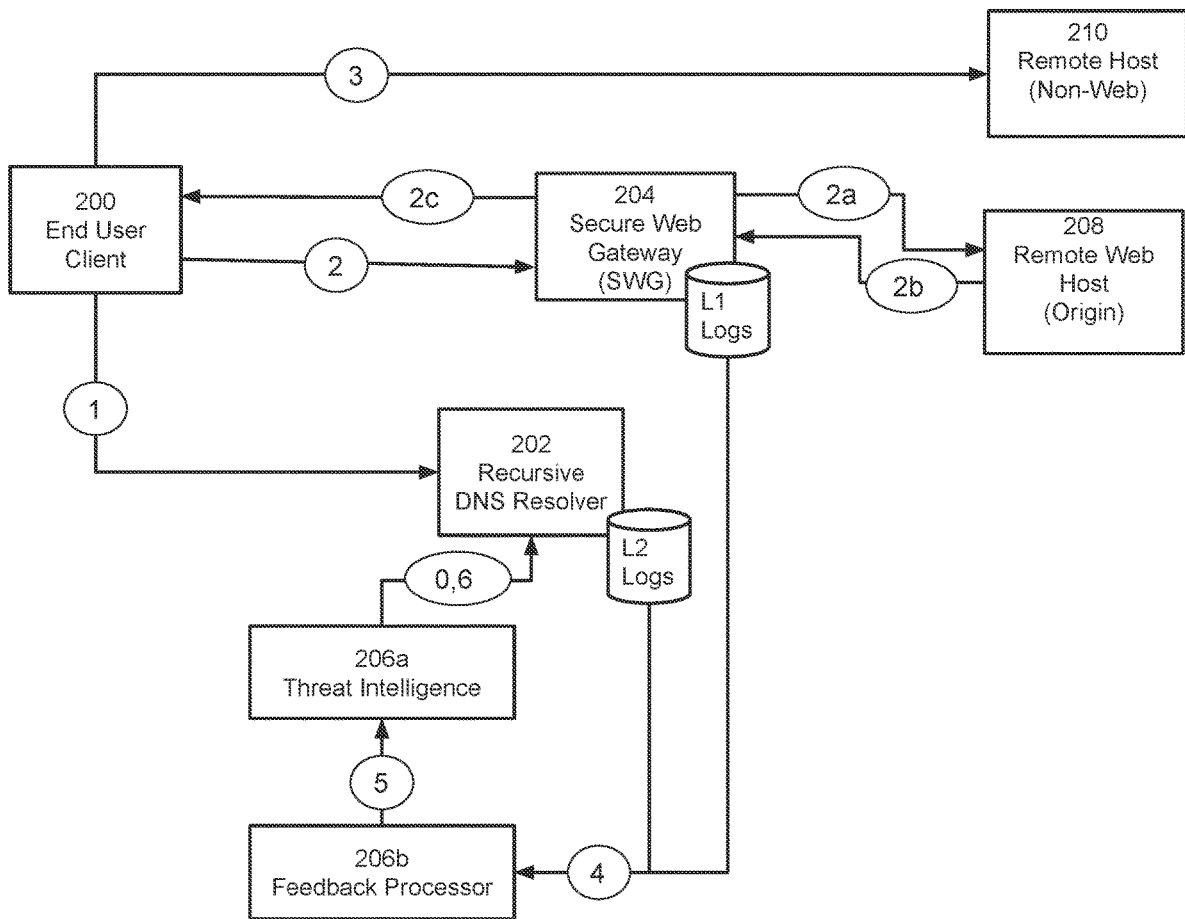 210
Remote Host
(Non-Web)
3
200
End User
Client
2c
204
Secure Web
Gateway
(SWG)
2a
208
Remote Web
Host
(Origin)
2
2b
L1
Logs
1
202
Recursive
DNS Resolver
L2
Logs
0,6
206a
Threat Intelligence
5
206b
Feedback Processor
4